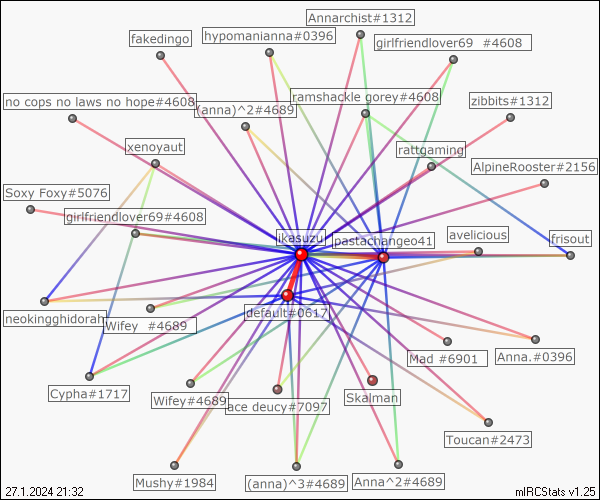 Annarchist#1312
fakedingo
hypomanianna#0396
girlfriendlover69 #4608
no cops no laws no hope#4608
(anna)^2#4689
ramshackle gorey#4608
zibbits#1312
xenoyaut
rattgaming
AlpineRooster#2156
Soxy Foxy#5076
girlfriendlover69#4608
ikasuzu
pastachangeo41
avelicious
frisout
neokingghidorah
Wifey #4689
default#0617
Mad #6901
Anna.#0396
Cypha#1717
Wifey#4689
ace deucy#7097
Skalman
Toucan#2473
Mushy#1984
(anna)^3#4689
Anna^2#4689
27.1.2024 21:32
mIRCStats v1.25